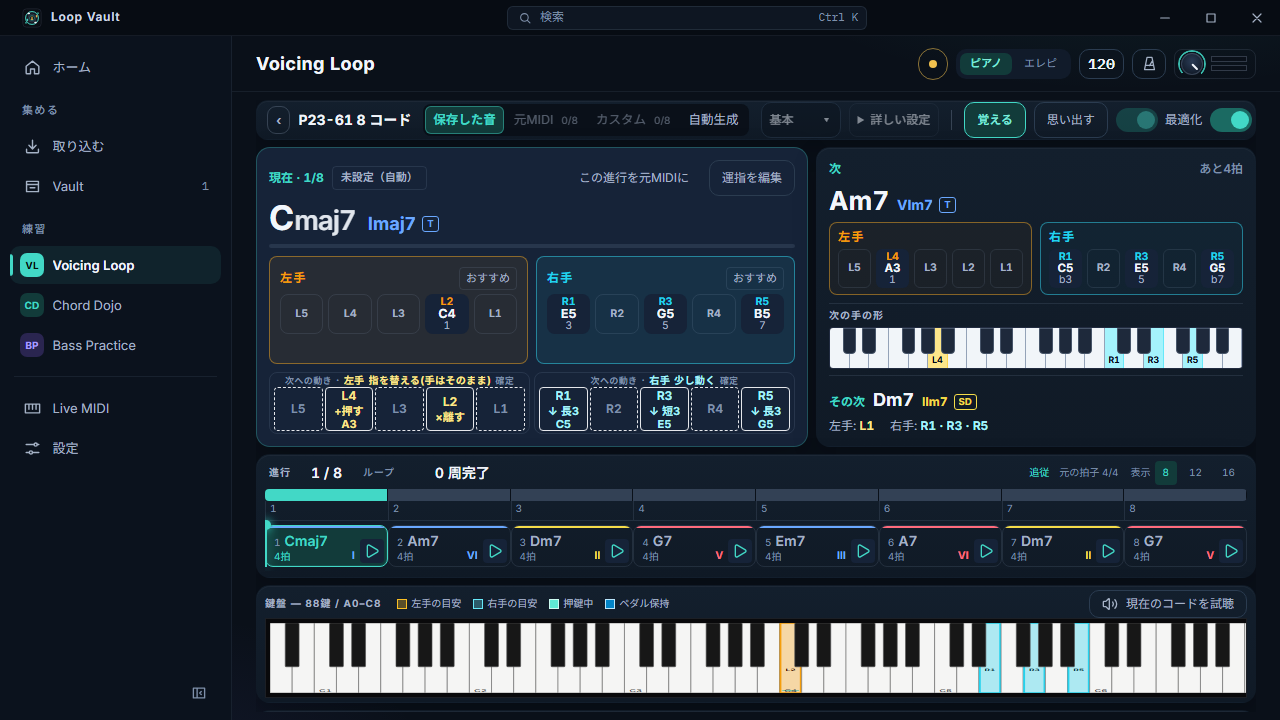 Loop Vault
検索
Ctrl K
ホーム
集める
取り込む
Vault 1
練習
VL Voicing Loop
CD Chord Dojo
BP Bass Practice
Live MIDI
設定
Voicing Loop
ピアノ エレピ 120
P23-61 8 コード 保存した音 元MIDI 0/8 カスタム 0/8 自動生成 基本 詳しい設定 覚える 思い出す 最適化
現在 · 1/8 未設定（自動） この進行を元MIDIに 運指を編集
Cmaj7 Imaj7 T
左手 おすすめ
L5 L4 L3 L2 C4 1 L1
右手 おすすめ
R1 E5 3 R2 R3 G5 5 R4 R5 B5 7
次への動き · 左手 指を替える(手はそのまま) 確定
L5 L4 +押す A3 L3 L2 ×離す L1
次への動き · 右手 少し動く 確定
R1 ↓ 長3 C5 R2 R3 ↓ 短3 E5 R4 R5 ↓ 長3 G5
次 あと4拍
Am7 VIm7 T
左手
L5 L4 A3 1 L3 L2 L1
右手
R1 C5 b3 R2 R3 E5 5 R4 R5 G5 b7
次の手の形
L4 R1 R3 R5
その次 Dm7 IIm7 SD
左手: L1 右手: R1 · R3 · R5
進行 1 / 8 ループ 0 周完了 追従 元の拍子 4/4 表示 8 12 16
1 2 3 4 5 6 7 8
1 Cmaj7 4拍 I
2 Am7 4拍 VI
3 Dm7 4拍 II
4 G7 4拍 V
5 Em7 4拍 III
6 A7 4拍 VI
7 Dm7 4拍 II
8 G7 4拍 V
鍵盤 — 88鍵 / A0–C8 左手の目安 右手の目安 押鍵中 ペダル保持 現在のコードを試聴
L2 R1 R3 R5
C1 C2 C3 C4 C5 C6